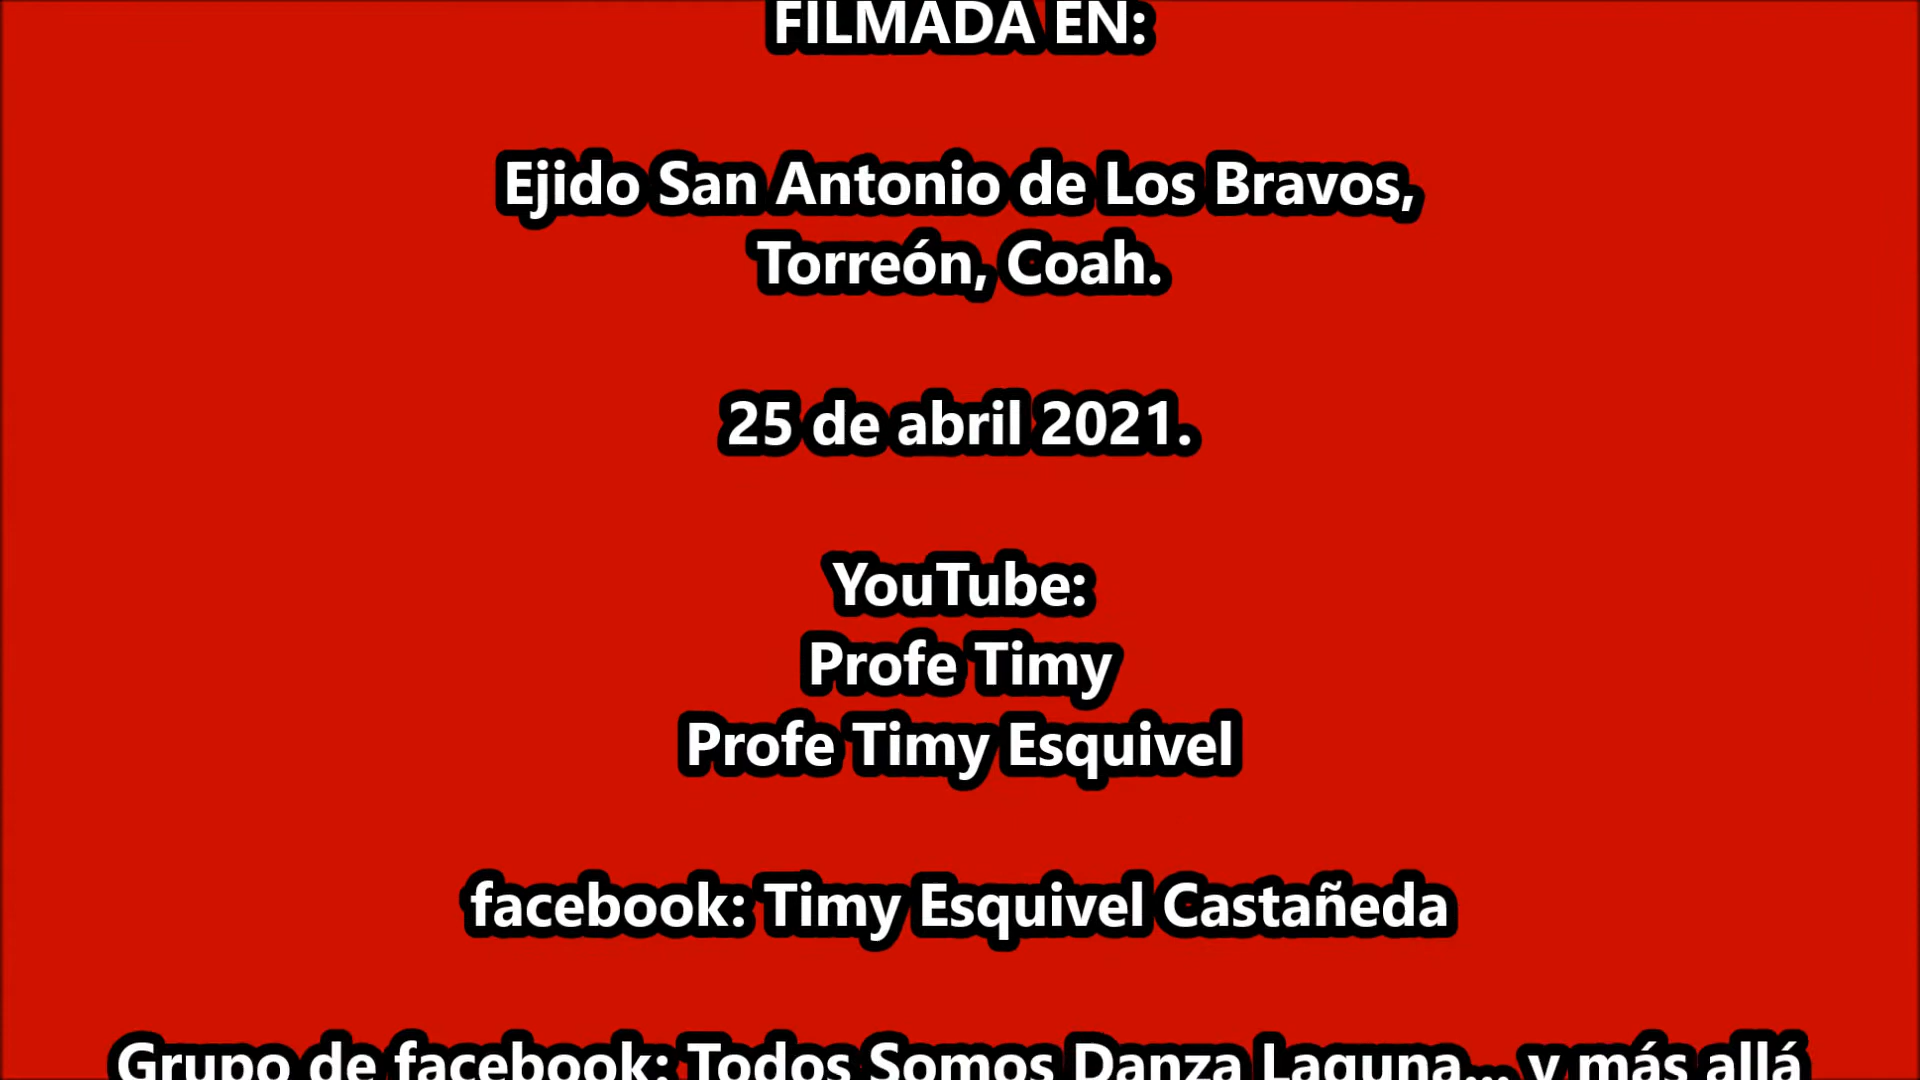 FILMADA EN:
Ejido San Antonio de Los Bravos,
Torreón, Coah.
25 de abril 2021.
YouTube:
Profe Timy
Profe Timy Esquivel
facebook: Timy Esquivel Castañeda
Grupo de facebook: Todos Somos Danza Laguna... y más allá